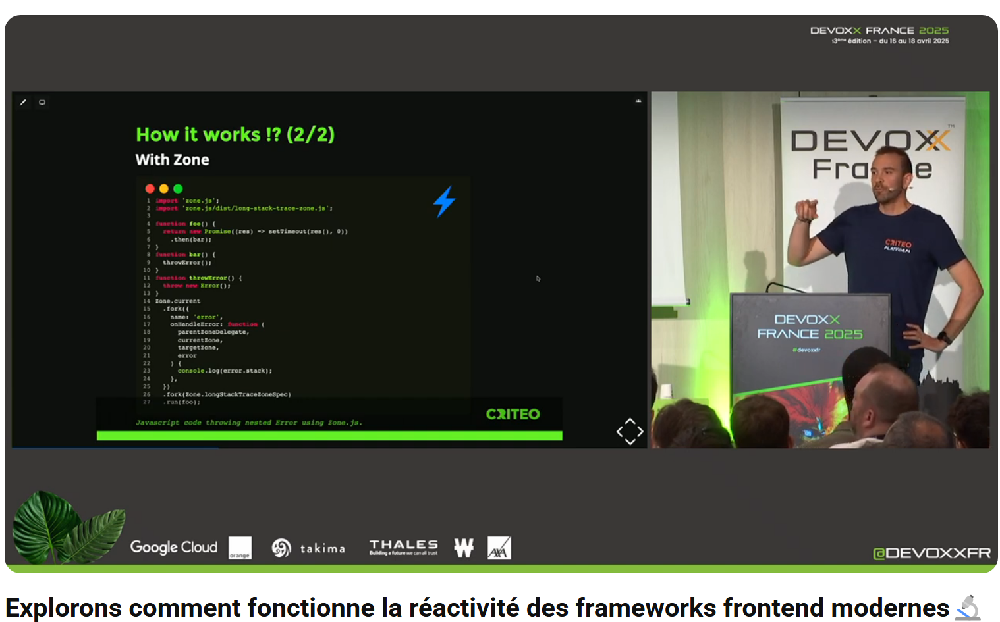 DEVOXX FRANCE 2025
13ème édition – du 16 au 18 avril 2025
How it works !? (2/2)
With Zone
1 import 'zone.js';
2 import 'zone.js/dist/long-stack-trace-zone.js';
3
4 function foo() {
5   return new Promise((res) => setTimeout(res(), 0))
6     .then(bar);
7 }
8 function bar() {
9   throwError();
10 }
11 function throwError() {
12   throw new Error();
13 }
14 Zone.current
15   .fork({
16     name: 'error',
17     onHandleError: function (
18       parentZoneDelegate,
19       currentZone,
20       targetZone,
21       error
22     ) {
23       console.log(error.stack);
24     },
25   })
26   .fork(Zone.longStackTraceZoneSpec)
27   .run(foo);
Javascript code throwing nested Error using Zone.js.
CRITEO
DEVOXX™
Fra e
CRITEO
PLATFORM
DEVOXX
FRANCE 2025
#devoxxfr
Google Cloud
orange
takima
THALES
Building a future we can all trust
W
AXA
@DEVOXXFR
Explorons comment fonctionne la réactivité des frameworks frontend modernes